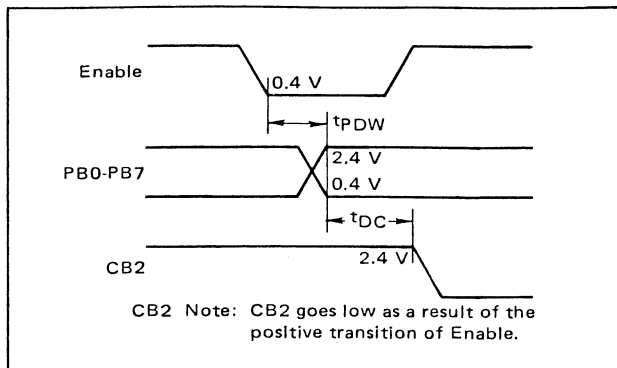 Enable
0.4 V
tPDW
2.4 V
PB0-PB7
0.4 V
tDC
CB2
2.4 V
CB2 Note: CB2 goes low as a result of the
positive transition of Enable.